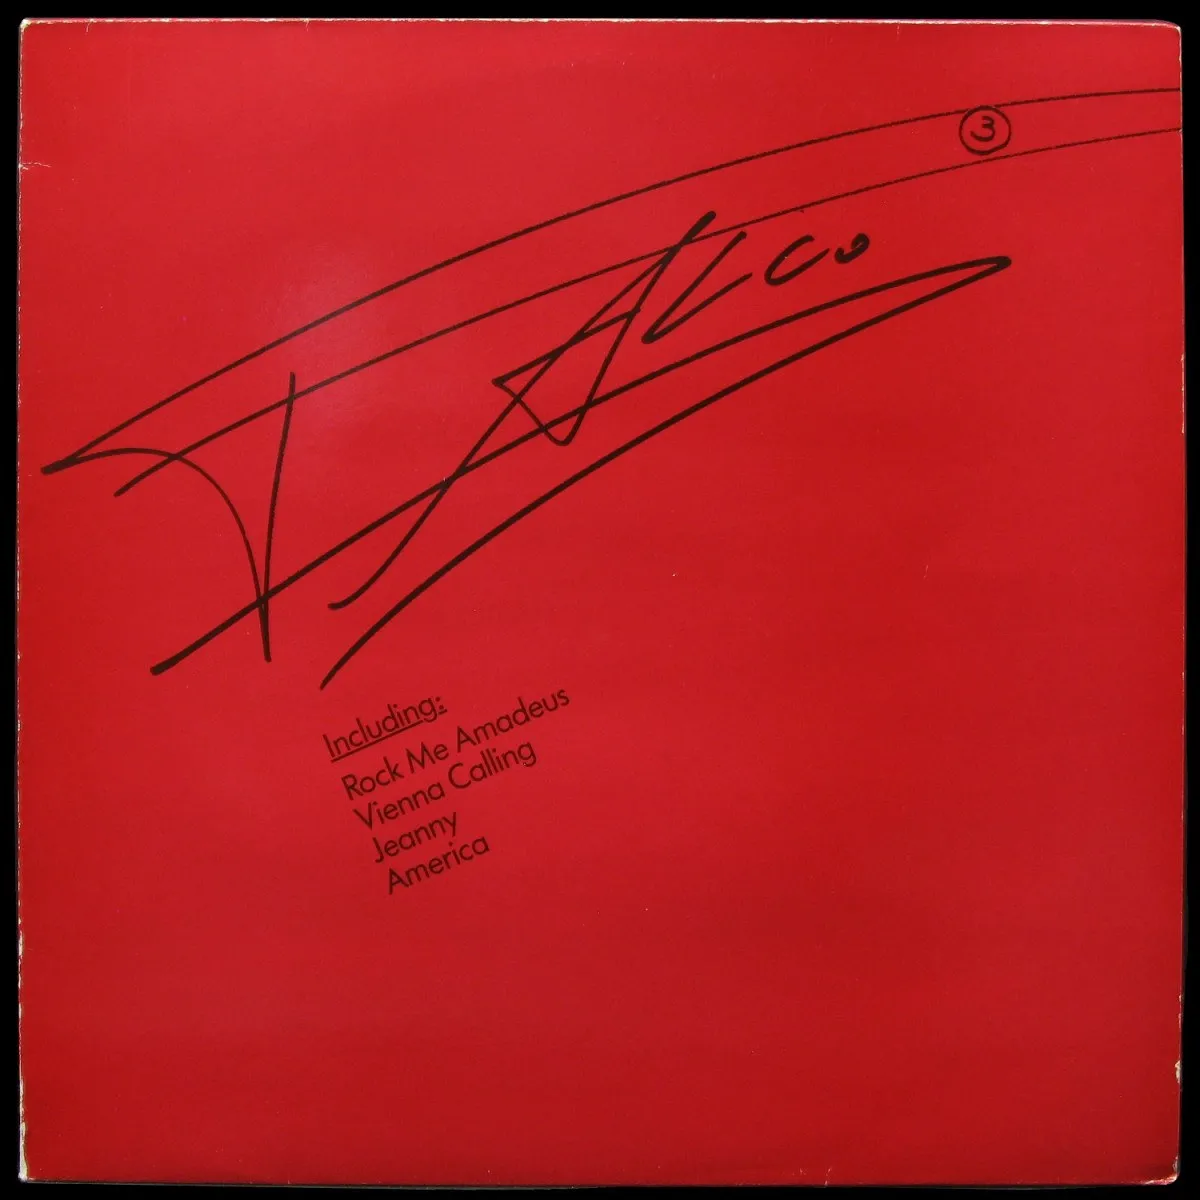 3
FALCO
Including:
Rock Me Amadeus
Vienna Calling
Jeanny
America